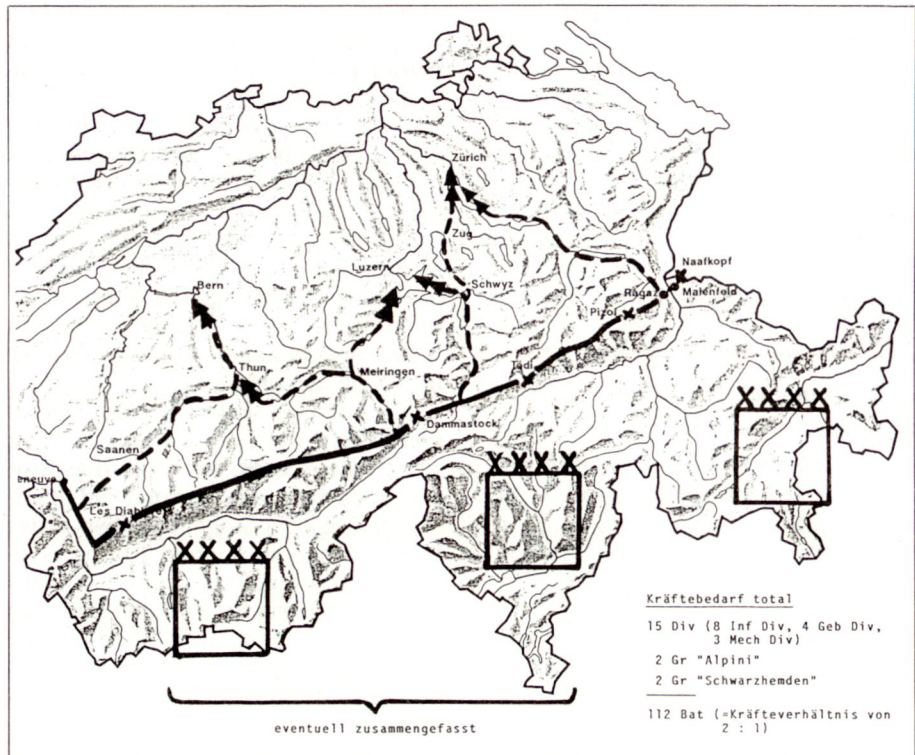 Zürich
Zug
Luzern
Schwyz
Bern
Naafkopf
Ragaz
Maienfeld
Pizol
Thun
Meiringen
Tödi
Dammastock
Saanen
eneuve
Les Diabler
X X X X
X X X X
X X X X
Kräftebedarf total
15 Div (8 Inf Div, 4 Geb Div,
3 Mech Div)
2 Gr "Alpini"
2 Gr "Schwarzhemden"
112 Bat (=Kräfteverhältnis von
2 : 1)
eventuell zusammengefasst